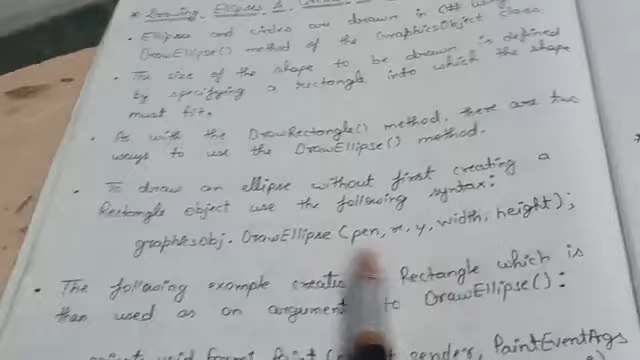 * Drawing Ellipses &
• Ellipses and circles are drawn in C# using
DrawEllipse() method of the GraphicsObject class.
• The size of the shape to be drawn is defined
by specifying a rectangle into which the shape
must fit.
• As with the DrawRectangle() method, there are two
ways to use the DrawEllipse() method.
• To draw an ellipse without first creating a
Rectangle object use the following syntax:
graphicsObj. DrawEllipse (pen, x, y, width, height);
• The following example Rectangle which is
then used as an argument to DrawEllipse():
void Paint ( sender, PaintEventArgs